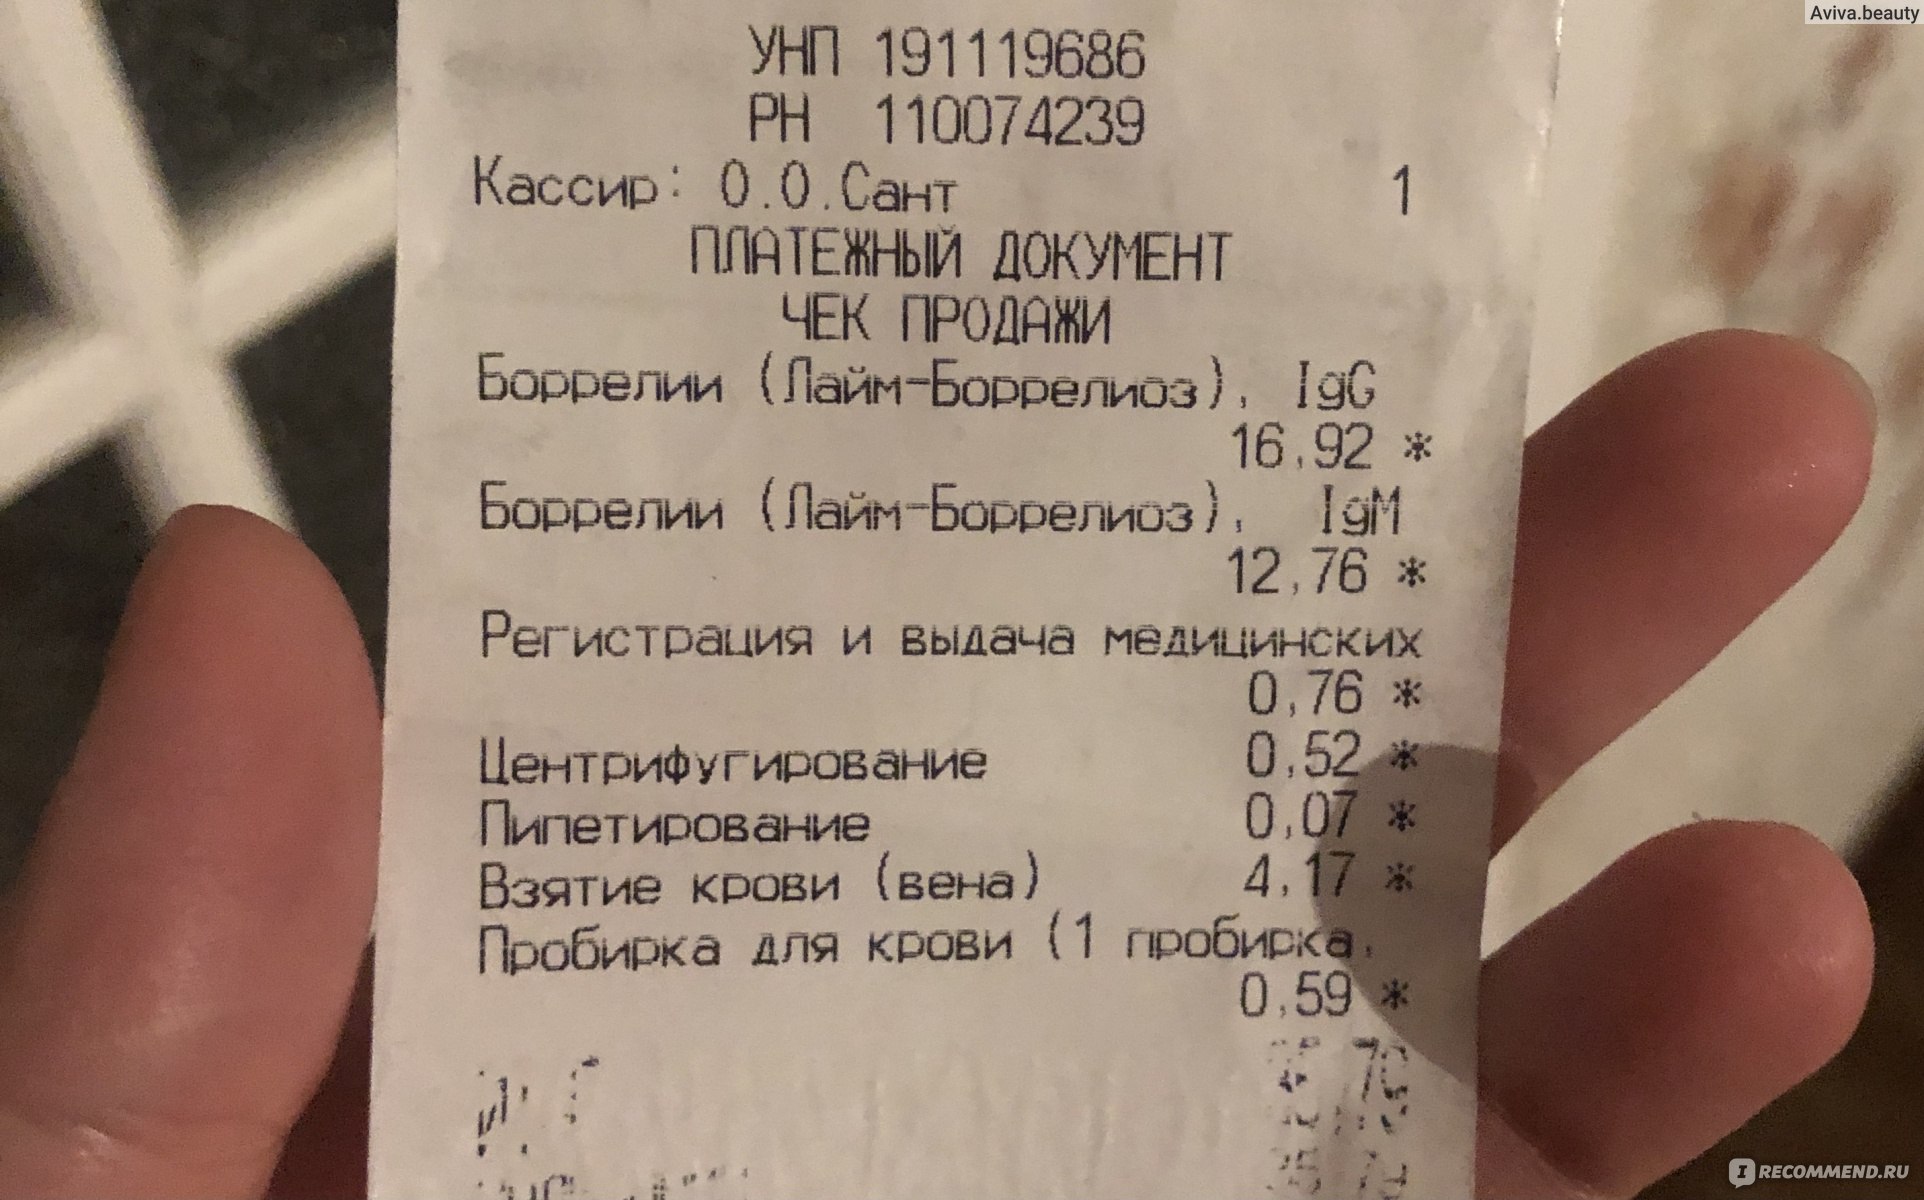 Aviva.beauty
УНП 191119686
РН 110074239
Кассир: О.О.Сант 1
ПЛАТЕЖНЫЙ ДОКУМЕНТ
ЧЕК ПРОДАЖИ
Боррелии (Лайм-Боррелиоз), IgG
16,92 *
Боррелии (Лайм-Боррелиоз), IgM
12,76 *
Регистрация и выдача медицинских
0,76 *
Центрифугирование 0,52 *
Пипетирование 0,07 *
Взятие крови (вена) 4,17 *
Пробирка для крови (1 пробирка,
0,59 *
IRECOMMEND.RU